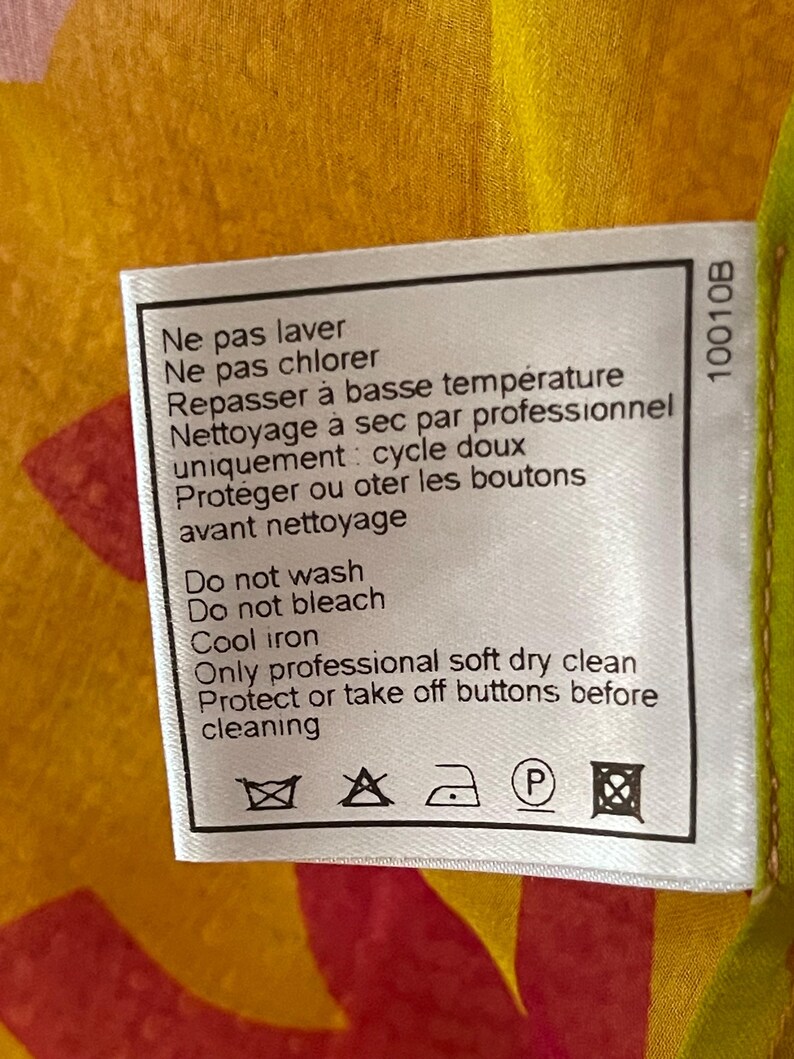 Ne pas laver
Ne pas chlorer
Repasser à basse température
Nettoyage à sec par professionnel
uniquement : cycle doux
Protéger ou oter les boutons
avant nettoyage
Do not wash
Do not bleach
Cool iron
Only professional soft dry clean
Protect or take off buttons before
cleaning
P
10010B